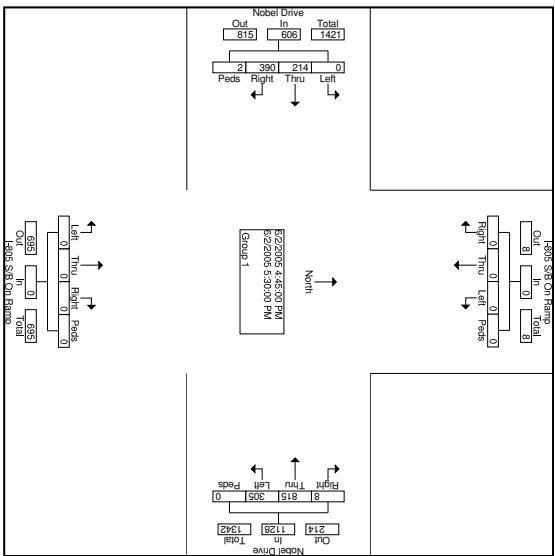 Nobel Drive
Out In Total
815 606 1421
2 390 214 0
Peds Right Thru Left
I-805 S/B On Ramp
Out In Total
695 0 695
0 0 0 0
Left Thru Right Peds
6/2/2005 4:45:00 PM
6/2/2005 5:30:00 PM
Group 1
North
I-805 S/B On Ramp
Out In Total
8 0 8
0 0 0 0
Right Thru Left Peds
Peds Left Thru Right
0 305 815 8
Total In Out
1342 1128 214
Nobel Drive